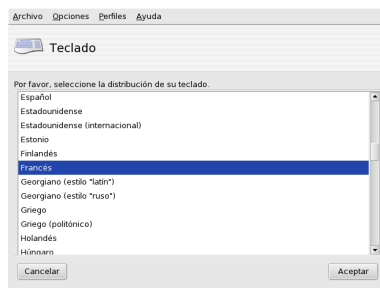 Archivo Opciones Perfiles Ayuda
Teclado
Por favor, seleccione la distribución de su teclado.
Español
Estadounidense
Estadounidense (internacional)
Estonio
Finlandés
Francés
Georgiano (estilo "latín")
Georgiano (estilo "ruso")
Griego
Griego (politónico)
Holandés
Húngaro
Cancelar Aceptar